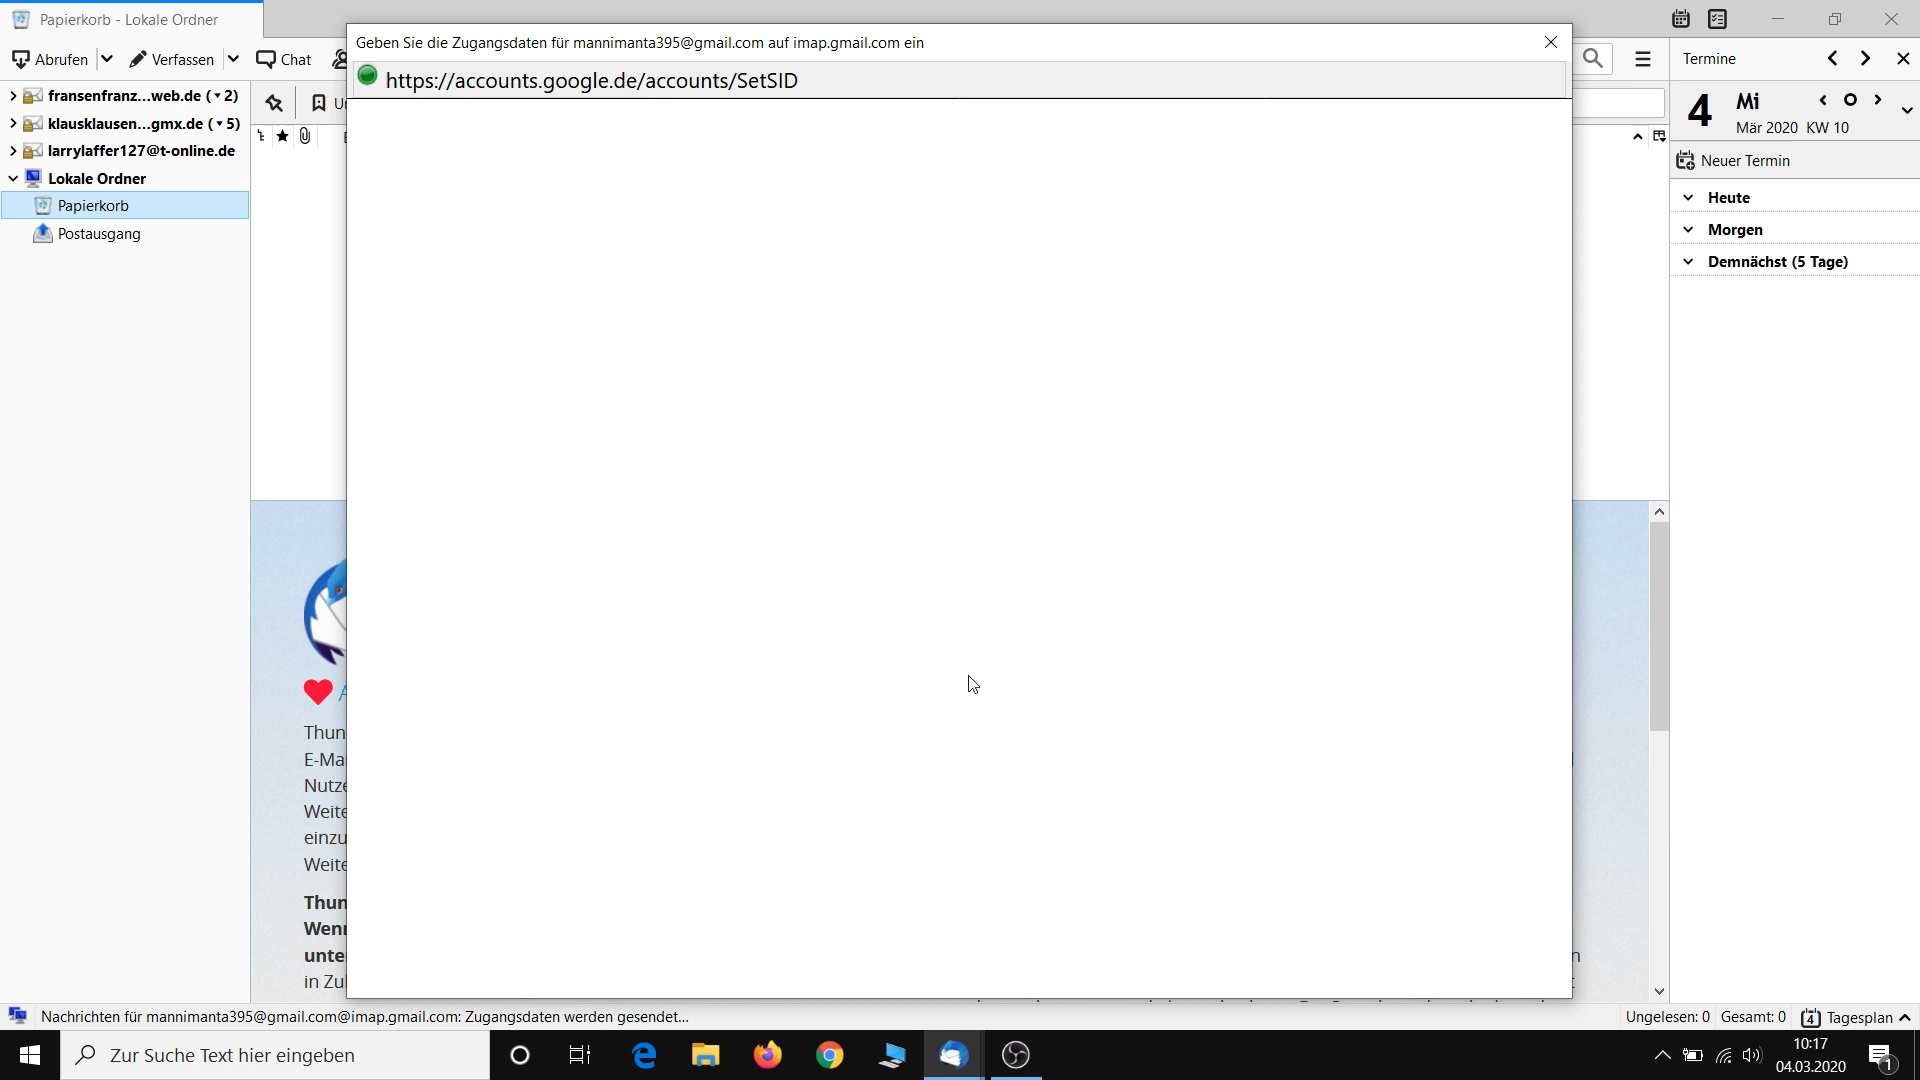 Papierkorb - Lokale Ordner
Geben Sie die Zugangsdaten für mannimanta395@gmail.com auf imap.gmail.com ein
https://accounts.google.de/accounts/SetSID
Abrufen
Verfassen
Chat
fransenfranz...web.de (▾ 2)
klausklausen...gmx.de (▾ 5)
larrylaffer127@t-online.de
Lokale Ordner
Papierkorb
Postausgang
Termine
4
Mi
Mär 2020 KW 10
Neuer Termin
Heute
Morgen
Demnächst (5 Tage)
Thun
E-Ma
Nutze
Weite
einzu
Weite
Thun
Wenn
unte
in Zu
Nachrichten für mannimanta395@gmail.com@imap.gmail.com: Zugangsdaten werden gesendet...
Ungelesen: 0 Gesamt: 0 4 Tagesplan
Zur Suche Text hier eingeben
10:17
04.03.2020
1